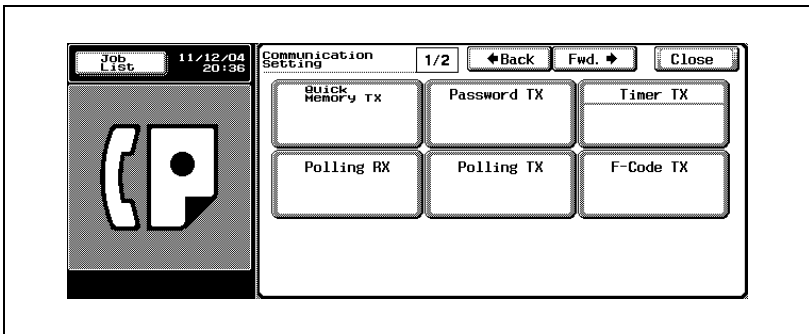 Job
List
11/12/04
20:36
Communication
Setting
1/2
Back
Fwd.
Close
Quick
Memory TX
Password TX
Timer TX
Polling RX
Polling TX
F-Code TX